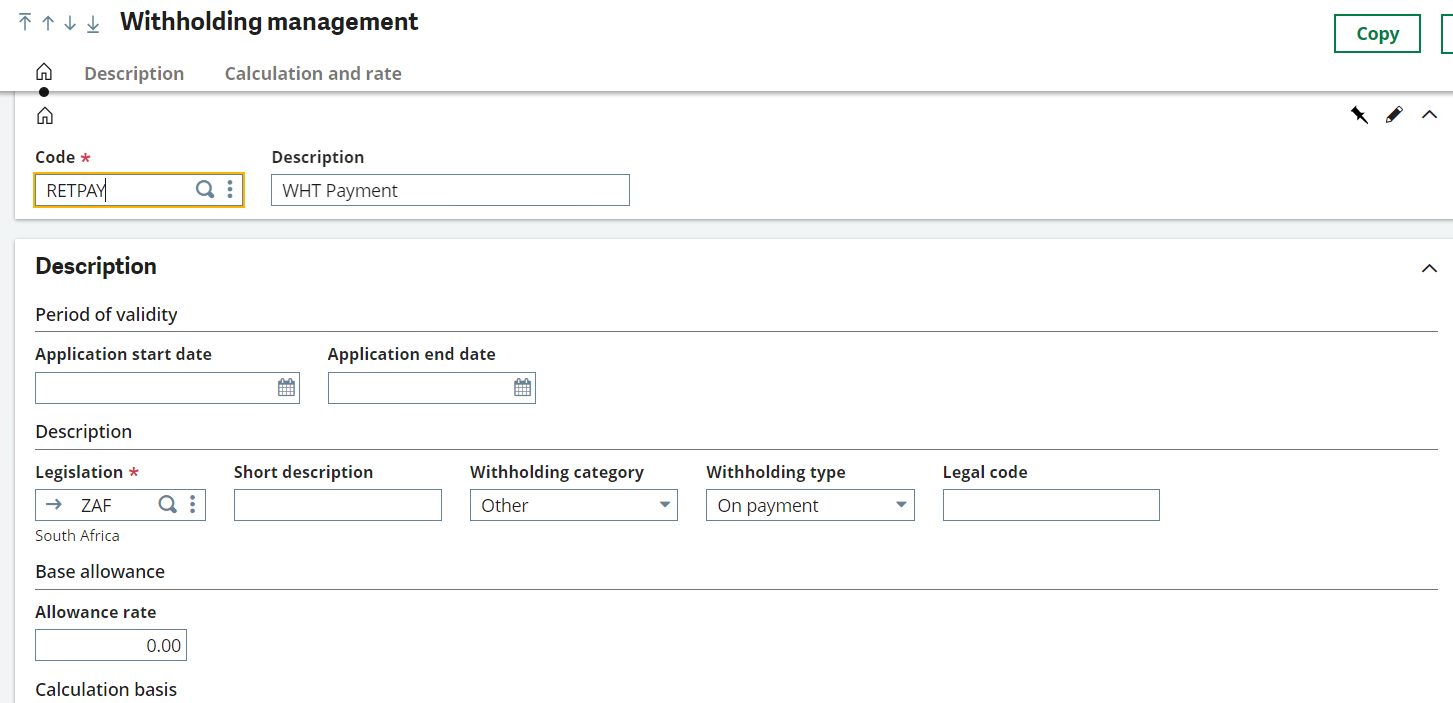 Withholding management
Copy
Description
Calculation and rate
Code *
Description
RETPAY
WHT Payment
Description
Period of validity
Application start date
Application end date
Description
Legislation *
Short description
Withholding category
Withholding type
Legal code
ZAF
Other
On payment
South Africa
Base allowance
Allowance rate
0.00
Calculation basis